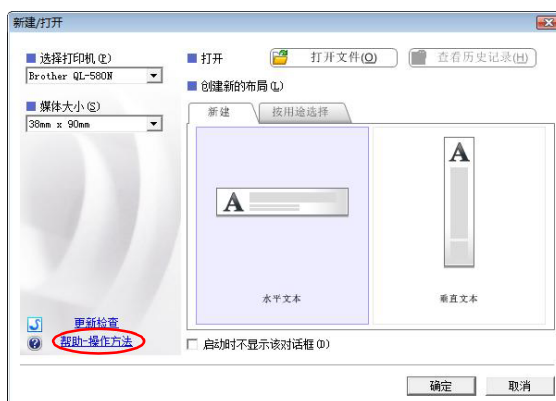 新建/打开
选择打印机(P)
Brother QL-580N
媒体大小(S)
38mm x 90mm
更新检查
帮助-操作方法
打开
打开文件(O)
查看历史记录(H)
创建新的布局(L)
新建
按用途选择
A
水平文本
A
垂直文本
启动时不显示该对话框(D)
确定
取消